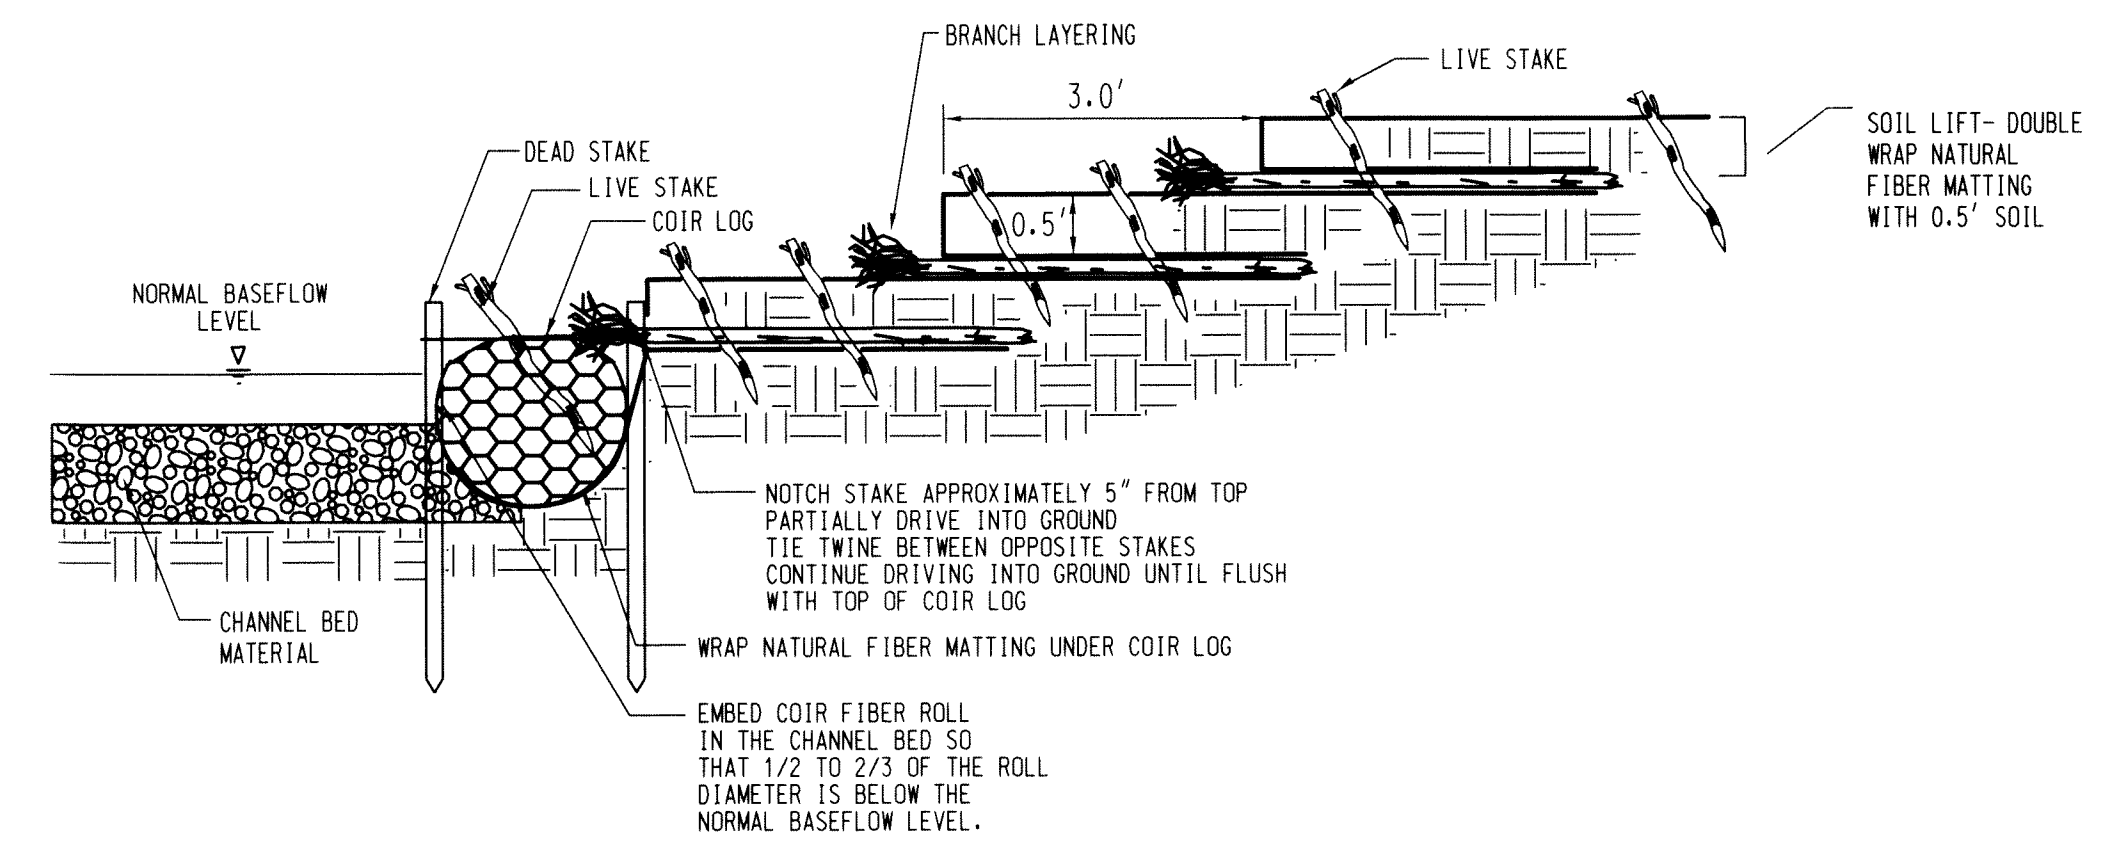 BRANCH LAYERING
LIVE STAKE
3.0'
SOIL LIFT- DOUBLE
WRAP NATURAL
FIBER MATTING
WITH 0.5' SOIL
DEAD STAKE
LIVE STAKE
COIR LOG
0.5'
NORMAL BASEFLOW
LEVEL
NOTCH STAKE APPROXIMATELY 5" FROM TOP
PARTIALLY DRIVE INTO GROUND
TIE TWINE BETWEEN OPPOSITE STAKES
CONTINUE DRIVING INTO GROUND UNTIL FLUSH
WITH TOP OF COIR LOG
CHANNEL BED
MATERIAL
WRAP NATURAL FIBER MATTING UNDER COIR LOG
EMBED COIR FIBER ROLL
IN THE CHANNEL BED SO
THAT 1/2 TO 2/3 OF THE ROLL
DIAMETER IS BELOW THE
NORMAL BASEFLOW LEVEL.